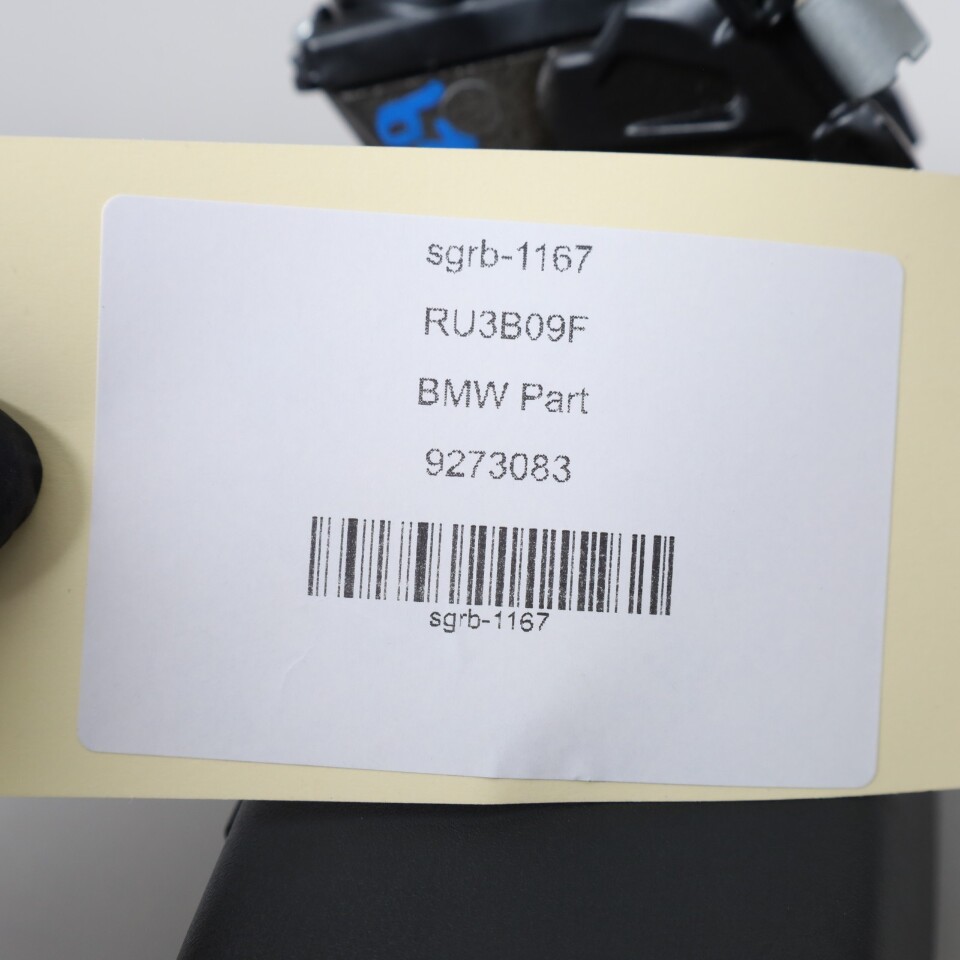 sgrb-1167
RU3B09F
BMW Part
9273083
sgrb-1167